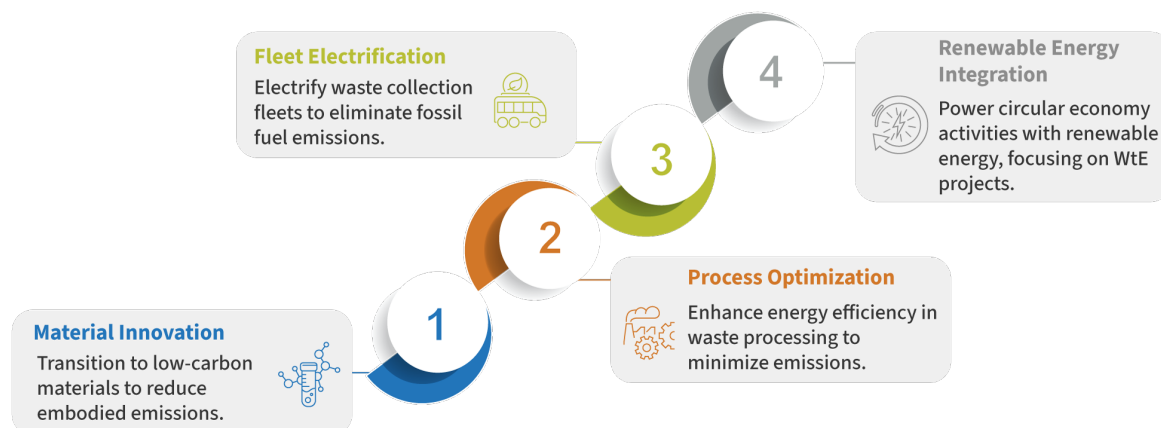 Fleet Electrification
Electrify waste collection
fleets to eliminate fossil
fuel emissions.
4
Renewable Energy
Integration
Power circular economy
activities with renewable
energy, focusing on WtE
projects.
3
2
Process Optimization
Enhance energy efficiency in
waste processing to
minimize emissions.
1
Material Innovation
Transition to low-carbon
materials to reduce
embodied emissions.